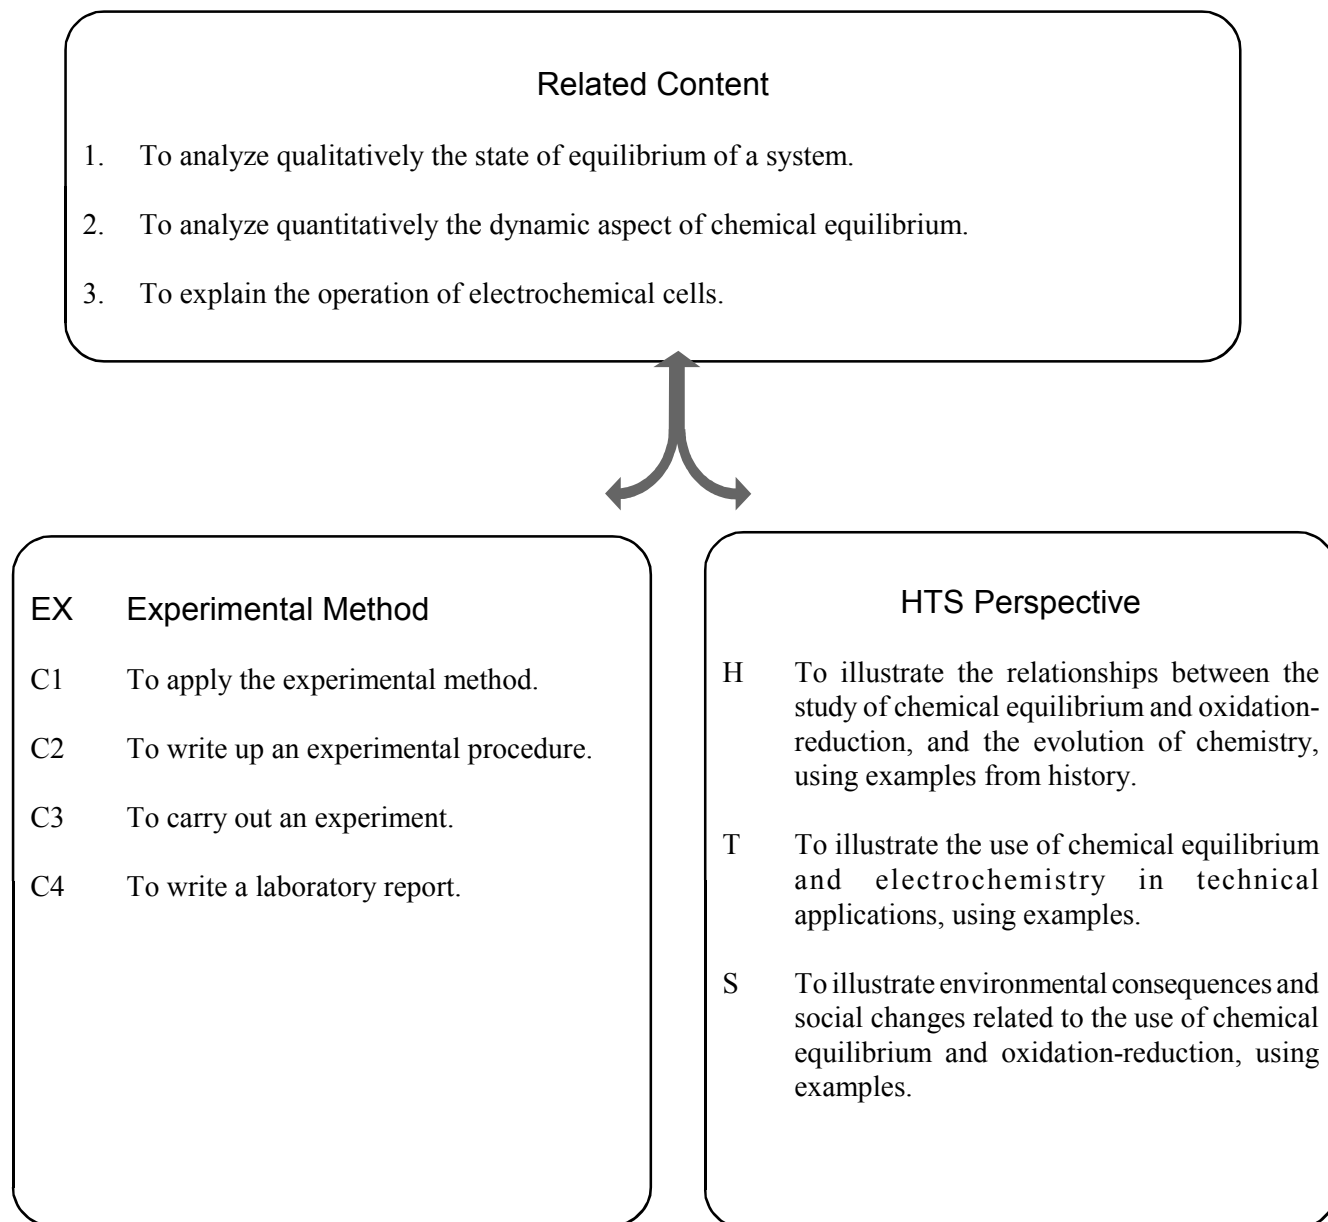 Related Content
1. To analyze qualitatively the state of equilibrium of a system.
2. To analyze quantitatively the dynamic aspect of chemical equilibrium.
3. To explain the operation of electrochemical cells.
EX Experimental Method
C1 To apply the experimental method.
C2 To write up an experimental procedure.
C3 To carry out an experiment.
C4 To write a laboratory report.
HTS Perspective
H To illustrate the relationships between the
study of chemical equilibrium and oxidation-
reduction, and the evolution of chemistry,
using examples from history.
T To illustrate the use of chemical equilibrium
and electrochemistry in technical
applications, using examples.
S To illustrate environmental consequences and
social changes related to the use of chemical
equilibrium and oxidation-reduction, using
examples.